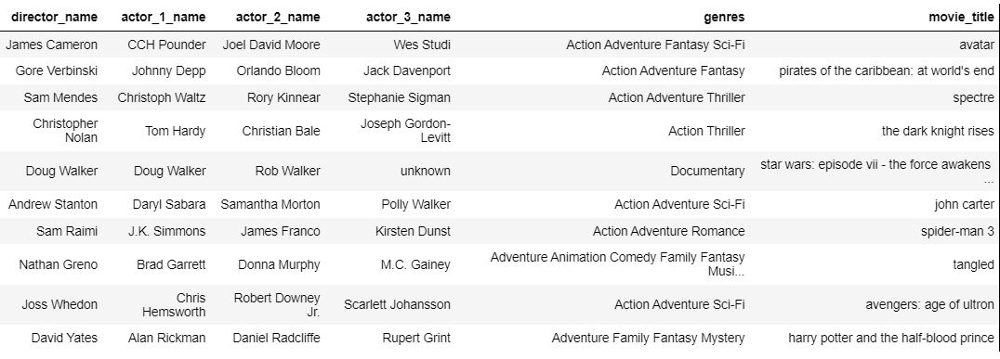 director_name actor_1_name actor_2_name actor_3_name genres movie_title
James Cameron CCH Pounder Joel David Moore Wes Studi Action Adventure Fantasy Sci-Fi avatar
Gore Verbinski Johnny Depp Orlando Bloom Jack Davenport Action Adventure Fantasy pirates of the caribbean: at world's end
Sam Mendes Christoph Waltz Rory Kinnear Stephanie Sigman Action Adventure Thriller spectre
Christopher
Nolan
Tom Hardy Christian Bale
Joseph Gordon-
Levitt
Action Thriller the dark knight rises
Doug Walker Doug Walker Rob Walker unknown Documentary
star wars: episode vii - the force awakens
...
Andrew Stanton Daryl Sabara Samantha Morton Polly Walker Action Adventure Sci-Fi john carter
Sam Raimi J.K. Simmons James Franco Kirsten Dunst Action Adventure Romance spider-man 3
Nathan Greno Brad Garrett Donna Murphy M.C. Gainey
Adventure Animation Comedy Family Fantasy
Musi...
tangled
Joss Whedon
Chris
Hemsworth
Robert Downey
Jr.
Scarlett Johansson Action Adventure Sci-Fi avengers: age of ultron
David Yates Alan Rickman Daniel Radcliffe Rupert Grint Adventure Family Fantasy Mystery harry potter and the half-blood prince